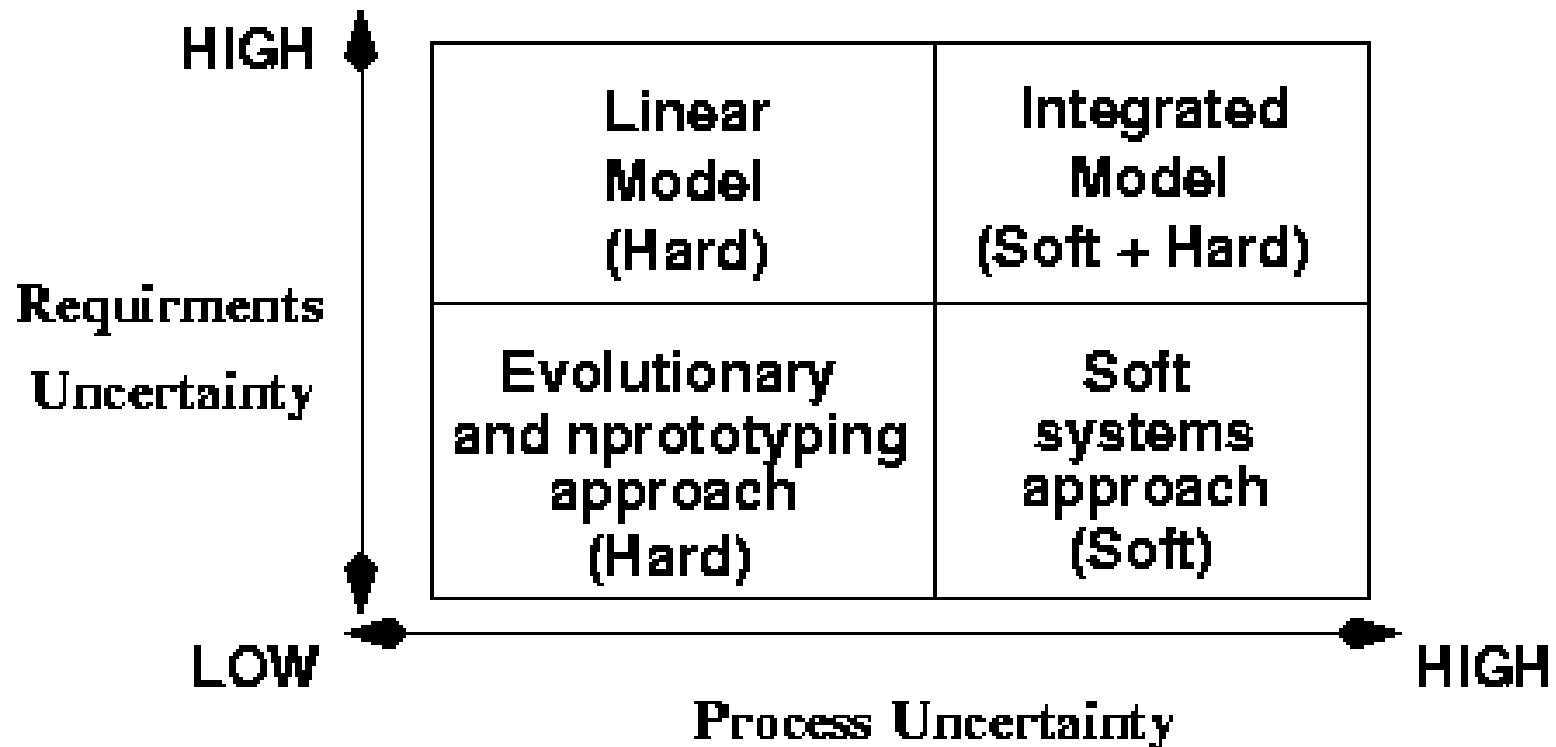 HIGH
Linear
Model
(Hard)
Integrated
Model
(Soft + Hard)
Requirments
Uncertainty
Evolutionary
and nprototyping
approach
(Hard)
Soft
systems
approach
(Soft)
LOW
HIGH
Process Uncertainty